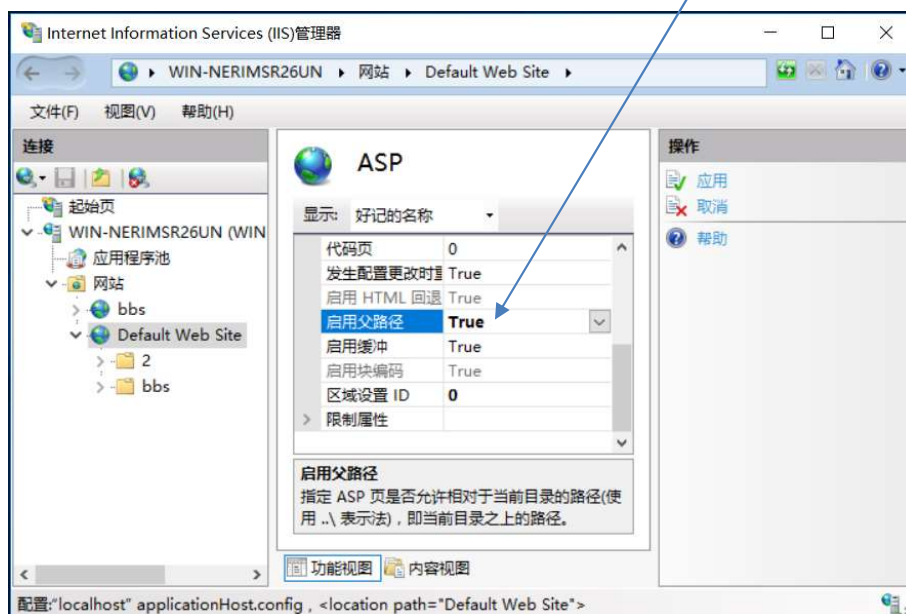 Internet Information Services (IIS)管理器
WIN-NERIMSR26UN 网站 Default Web Site
文件(F) 视图(V) 帮助(H)
连接
起始页
WIN-NERIMSR26UN (WIN
应用程序池
网站
bbs
Default Web Site
2
bbs
ASP
显示: 好记的名称
代码页 0
发生配置更改时重 True
启用 HTML 回退 True
启用父路径 True
启用缓冲 True
启用块编码 True
区域设置 ID 0
限制属性
启用父路径
指定 ASP 页是否允许相对于当前目录的路径(使
用 ..\ 表示法)，即当前目录之上的路径。
功能视图 内容视图
操作
应用
取消
帮助
配置:"localhost" applicationHost.config , <location path="Default Web Site">